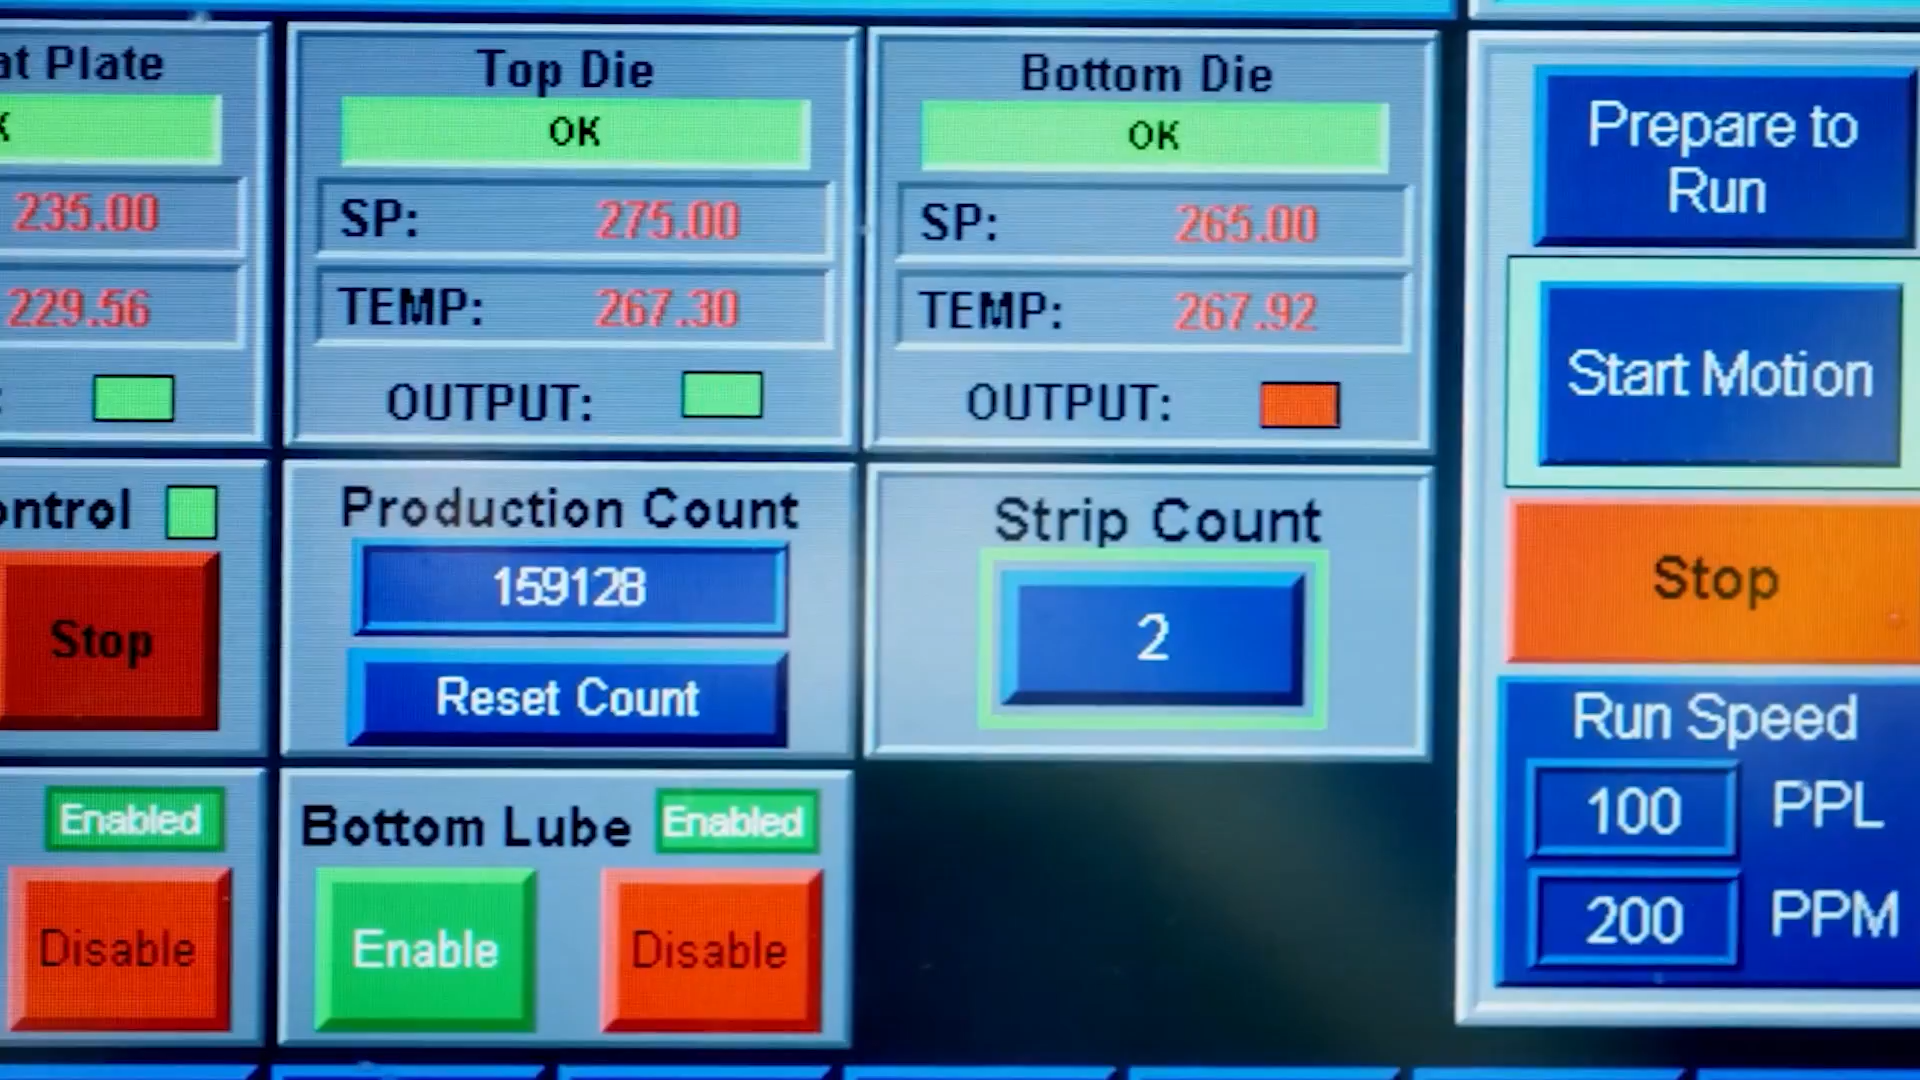 at Plate
K
235.00
229.56
:
Top Die
OK
SP: 275.00
TEMP: 267.30
OUTPUT:
Bottom Die
OK
SP: 265.00
TEMP: 267.92
OUTPUT:
Prepare to
Run
Start Motion
Stop
ontrol
Stop
Production Count
159128
Reset Count
Strip Count
2
Run Speed
100 PPL
200 PPM
Enabled
Disable
Bottom Lube Enabled
Enable Disable